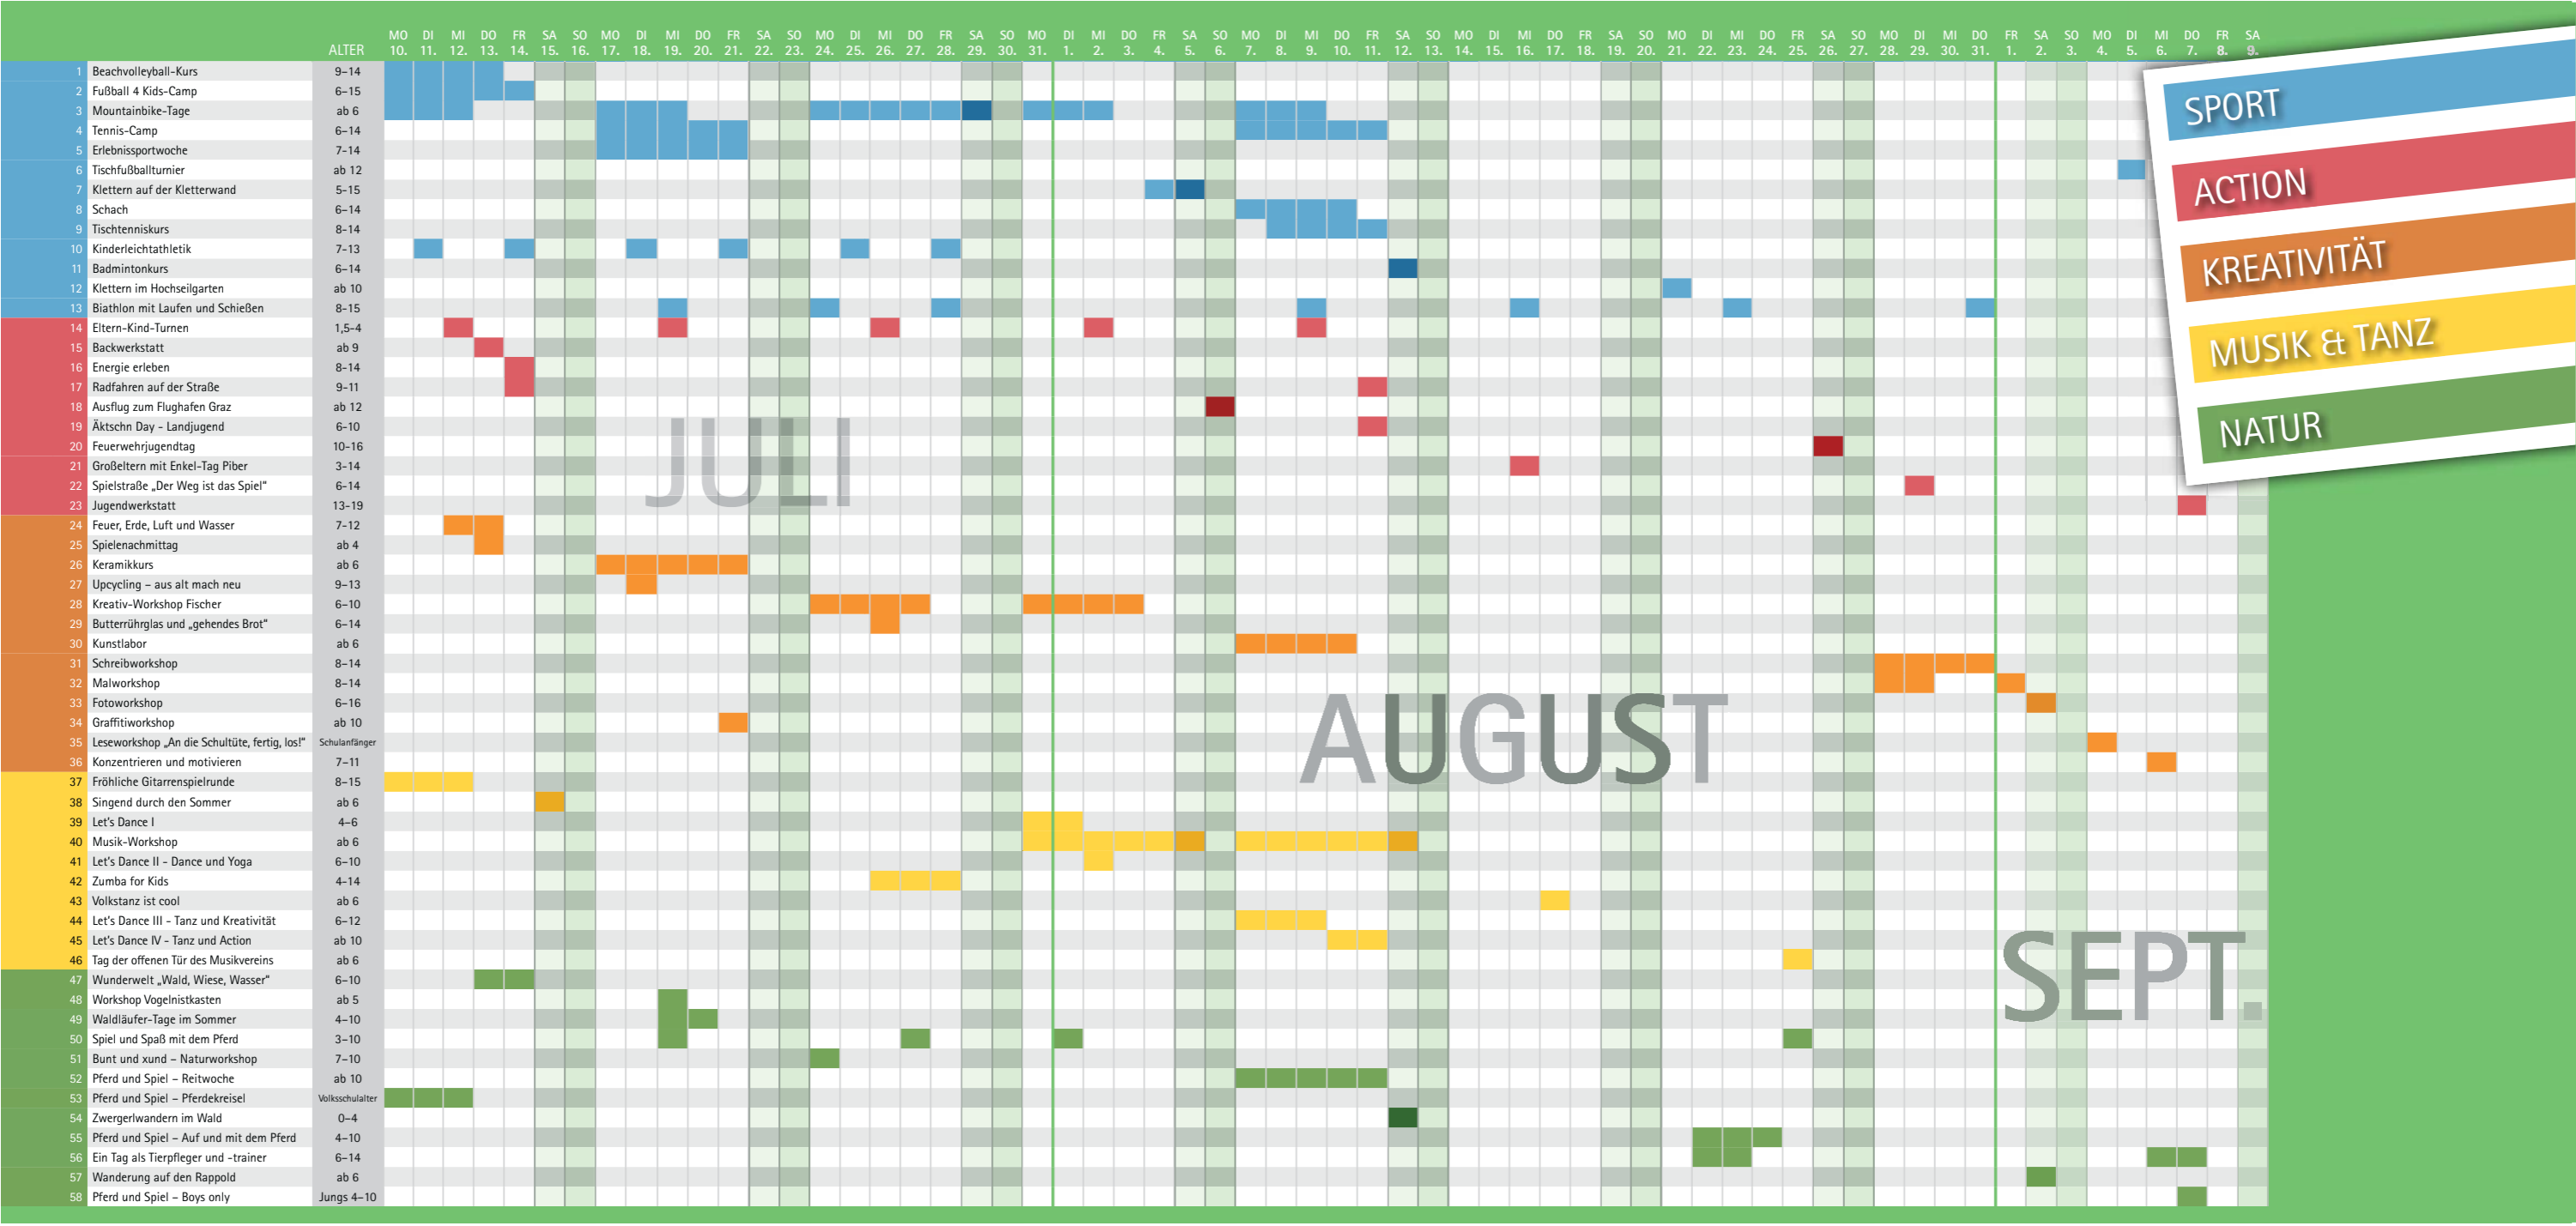 MO DI MI DO FR SA SO MO DI MI DO FR SA SO MO DI MI DO FR SA SO MO DI MI DO FR SA SO MO DI MI DO FR SA SO MO DI MI DO FR SA SO MO DI MI DO FR SA SO MO DI MI DO FR SA SO MO DI MI DO FR SA
ALTER 10. 11. 12. 13. 14. 15. 16. 17. 18. 19. 20. 21. 22. 23. 24. 25. 26. 27. 28. 29. 30. 31. 1. 2. 3. 4. 5. 6. 7. 8. 9. 10. 11. 12. 13. 14. 15. 16. 17. 18. 19. 20. 21. 22. 23. 24. 25. 26. 27. 28. 29. 30. 31. 1. 2. 3. 4. 5. 6. 7. 8. 9.
1 Beachvolleyball-Kurs 9–14
2 Fußball 4 Kids-Camp 6–15
3 Mountainbike-Tage ab 6
4 Tennis-Camp 6–14
5 Erlebnissportwoche 7–14
6 Tischfußballturnier ab 12
7 Klettern auf der Kletterwand 5-15
8 Schach 6-14
9 Tischtenniskurs 8-14
10 Kinderleichtathletik 7-13
11 Badmintonkurs 6–14
12 Klettern im Hochseilgarten ab 10
13 Biathlon mit Laufen und Schießen 8-15
14 Eltern-Kind-Turnen 1,5-4
15 Backwerkstatt ab 9
16 Energie erleben 8-14
17 Radfahren auf der Straße 9-11
18 Ausflug zum Flughafen Graz ab 12
19 Äktschn Day - Landjugend 6-10
20 Feuerwehrjugendtag 10-16
21 Großeltern mit Enkel-Tag Piber 3-14
22 Spielstraße „Der Weg ist das Spiel“ 6-14
23 Jugendwerkstatt 13-19
24 Feuer, Erde, Luft und Wasser 7-12
25 Spielenachmittag ab 4
26 Keramikkurs ab 6
27 Upcycling – aus alt mach neu 9–13
28 Kreativ-Workshop Fischer 6-10
29 Butterrührglas und „gehendes Brot“ 6–14
30 Kunstlabor ab 6
31 Schreibworkshop 8-14
32 Malworkshop 8–14
33 Fotoworkshop 6–16
34 Graffitiworkshop ab 10
35 Leseworkshop „An die Schultüte, fertig, los!“ Schulanfänger
36 Konzentrieren und motivieren 7–11
37 Fröhliche Gitarrenspielrunde 8–15
38 Singend durch den Sommer ab 6
39 Let's Dance I 4–6
40 Musik-Workshop ab 6
41 Let's Dance II - Dance und Yoga 6–10
42 Zumba for Kids 4-14
43 Volkstanz ist cool ab 6
44 Let's Dance III - Tanz und Kreativität 6–12
45 Let's Dance IV - Tanz und Action ab 10
46 Tag der offenen Tür des Musikvereins ab 6
47 Wunderwelt „Wald, Wiese, Wasser“ 6–10
48 Workshop Vogelnistkasten ab 5
49 Waldläufer-Tage im Sommer 4–10
50 Spiel und Spaß mit dem Pferd 3–10
51 Bunt und xund – Naturworkshop 7–10
52 Pferd und Spiel – Reitwoche ab 10
53 Pferd und Spiel – Pferdekreisel Volksschulalter
54 Zwergerlwandern im Wald 0–4
55 Pferd und Spiel – Auf und mit dem Pferd 4–10
56 Ein Tag als Tierpfleger und -trainer 6–14
57 Wanderung auf den Rappold ab 6
58 Pferd und Spiel – Boys only Jungs 4–10
JULI
AUGUST
SEPT.
SPORT
ACTION
KREATIVITÄT
MUSIK & TANZ
NATUR